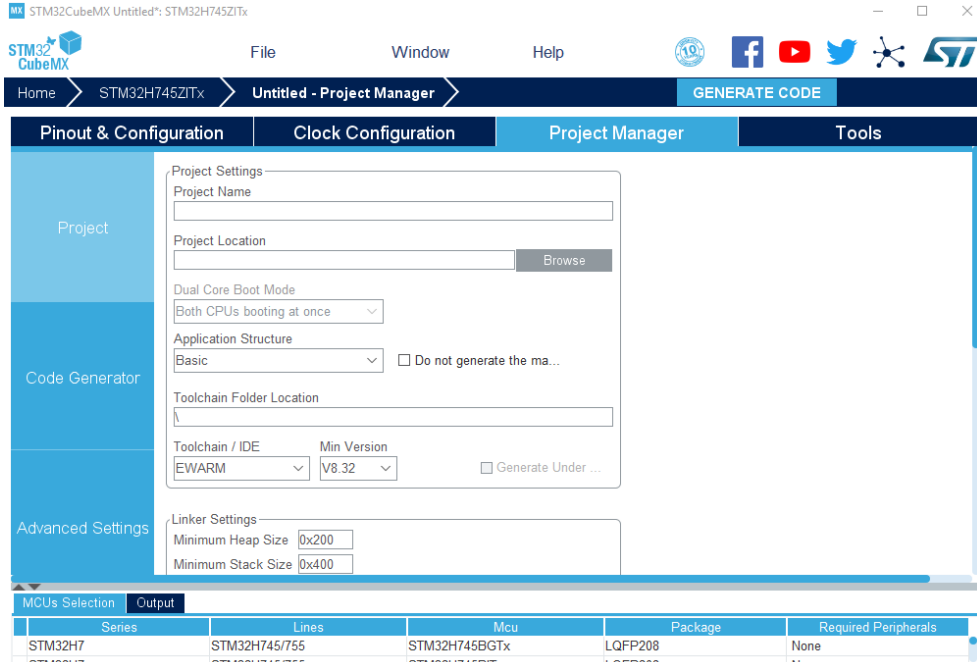 MX STM32CubeMX Untitled*: STM32H745ZITx
STM32 CubeMX
File Window Help
10
Home STM32H745ZITx Untitled - Project Manager GENERATE CODE
Pinout & Configuration Clock Configuration Project Manager Tools
Project
Code Generator
Advanced Settings
Project Settings
Project Name
Project Location
Browse
Dual Core Boot Mode
Both CPUs booting at once
Application Structure
Basic Do not generate the ma...
Toolchain Folder Location
\
Toolchain / IDE Min Version
EWARM V8.32 Generate Under ...
Linker Settings
Minimum Heap Size 0x200
Minimum Stack Size 0x400
MCUs Selection Output
Series Lines Mcu Package Required Peripherals
STM32H7 STM32H745/755 STM32H745BGTx LQFP208 None